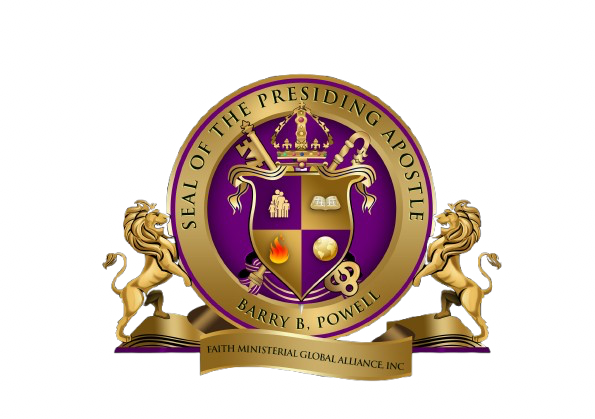 SEAL OF THE PRESIDING APOSTLE
BARRY B. POWELL
FAITH MINISTERIAL GLOBAL ALLIANCE, INC